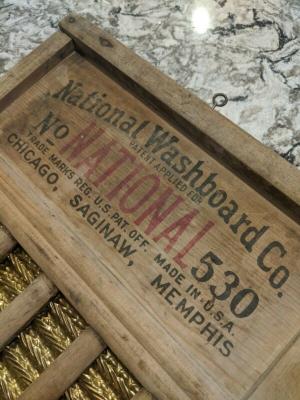 National Washboard Co.
PATENT APPLIED FOR
No NATIONAL 530
TRADE MARKS REG. U.S. PAT. OFF. MADE IN U.S.A.
CHICAGO, SAGINAW, MEMPHIS